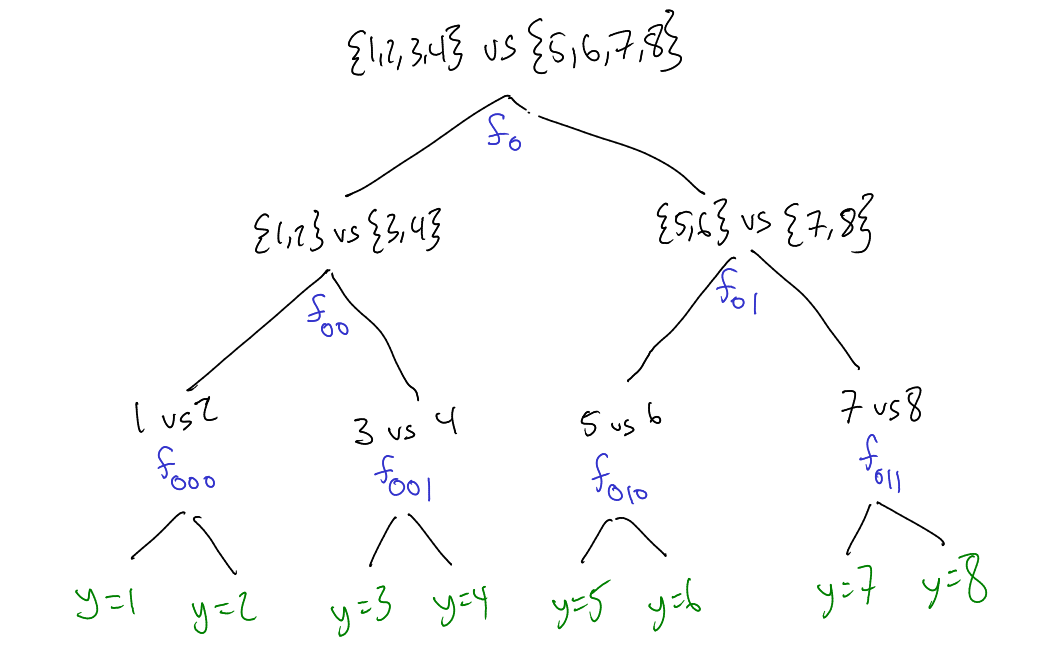 {1,2,3,4} vs {5,6,7,8}
f0
{1,2} vs {3,4}
{5,6} vs {7,8}
f00
f01
1 vs 2
3 vs 4
5 vs 6
7 vs 8
f000
f001
f010
f011
y=1
y=2
y=3
y=4
y=5
y=6
y=7
y=8